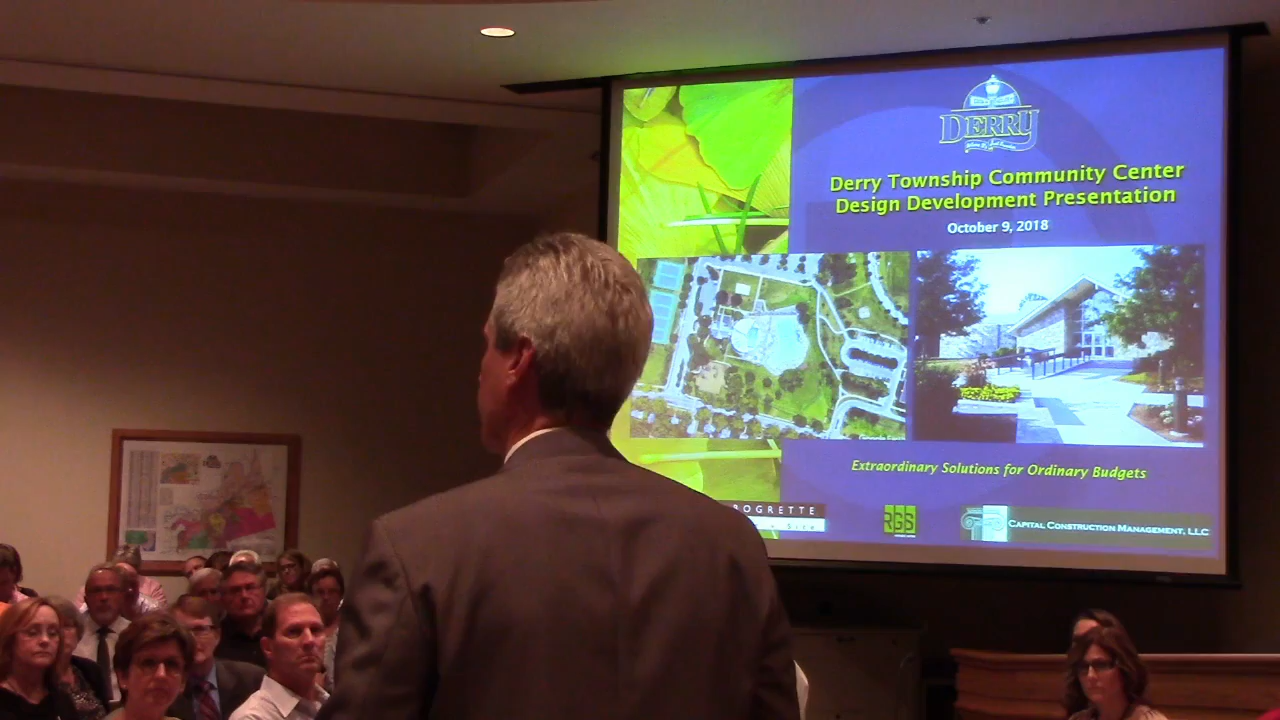 DERRY
Derry Township Community Center
Design Development Presentation
October 9, 2018
Extraordinary Solutions for Ordinary Budgets
RGS
CAPITAL CONSTRUCTION MANAGEMENT, LLC